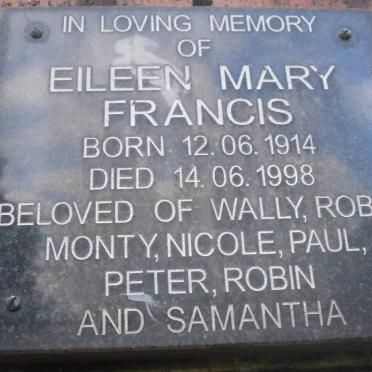 IN LOVING MEMORY
OF
EILEEN MARY
FRANCIS
BORN 12.06.1914
DIED 14.06.1998
BELOVED OF WALLY, ROB
MONTY, NICOLE, PAUL,
PETER, ROBIN
AND SAMANTHA